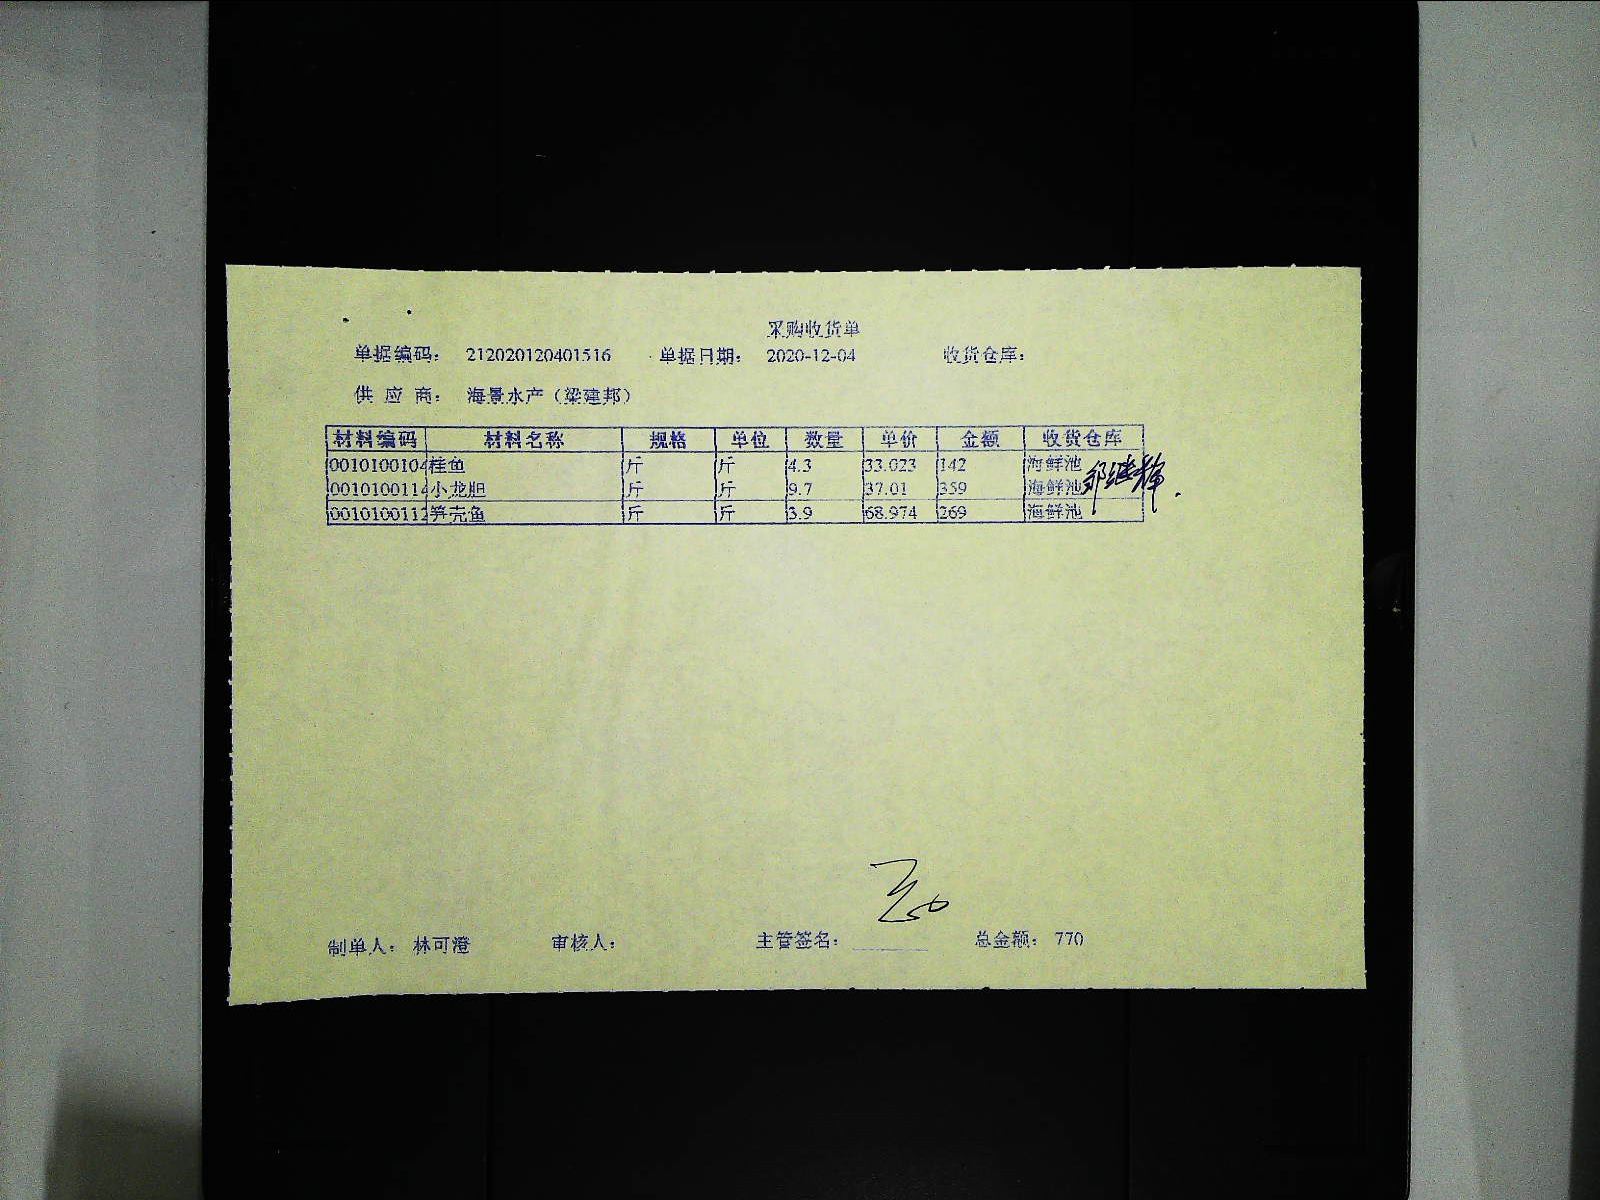 采购收货单
单据编码： 212020120401516 单据日期： 2020-12-04 收货仓库：
供 应 商： 海景水产（梁建邦）
材料编码 材料名称 规格 单位 数量 单价 金额 收货仓库
0010100104 桂鱼 斤 斤 4.3 33.023 142 海鲜池
0010100114 小龙胆 斤 斤 9.7 37.01 359 海鲜池
0010100112 笋壳鱼 斤 斤 3.9 68.974 269 海鲜池
制单人： 林可澄 审核人： 主管签名： 总金额： 770